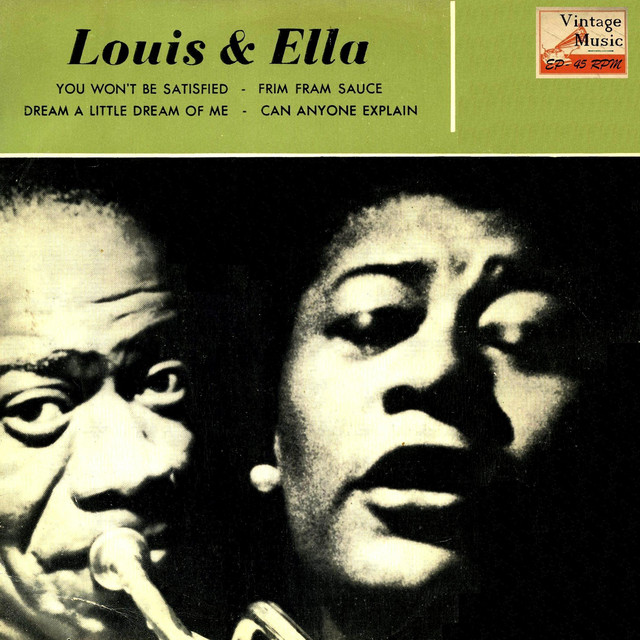 Louis & Ella
YOU WON'T BE SATISFIED - FRIM FRAM SAUCE
DREAM A LITTLE DREAM OF ME - CAN ANYONE EXPLAIN
Vintage
Music
EP-45 RPM